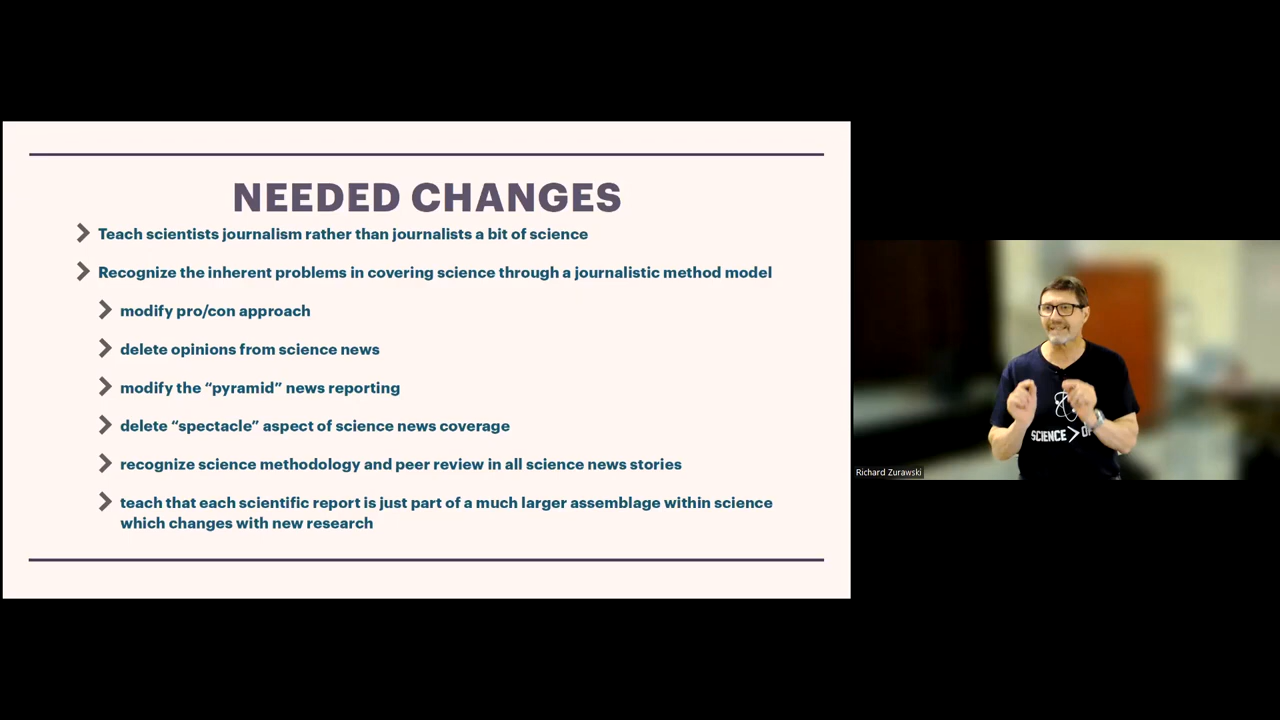 NEEDED CHANGES
Teach scientists journalism rather than journalists a bit of science
Recognize the inherent problems in covering science through a journalistic method model
modify pro/con approach
delete opinions from science news
modify the “pyramid” news reporting
delete “spectacle” aspect of science news coverage
recognize science methodology and peer review in all science news stories
teach that each scientific report is just part of a much larger assemblage within science
which changes with new research
SCIENCE >
Richard Zurawski